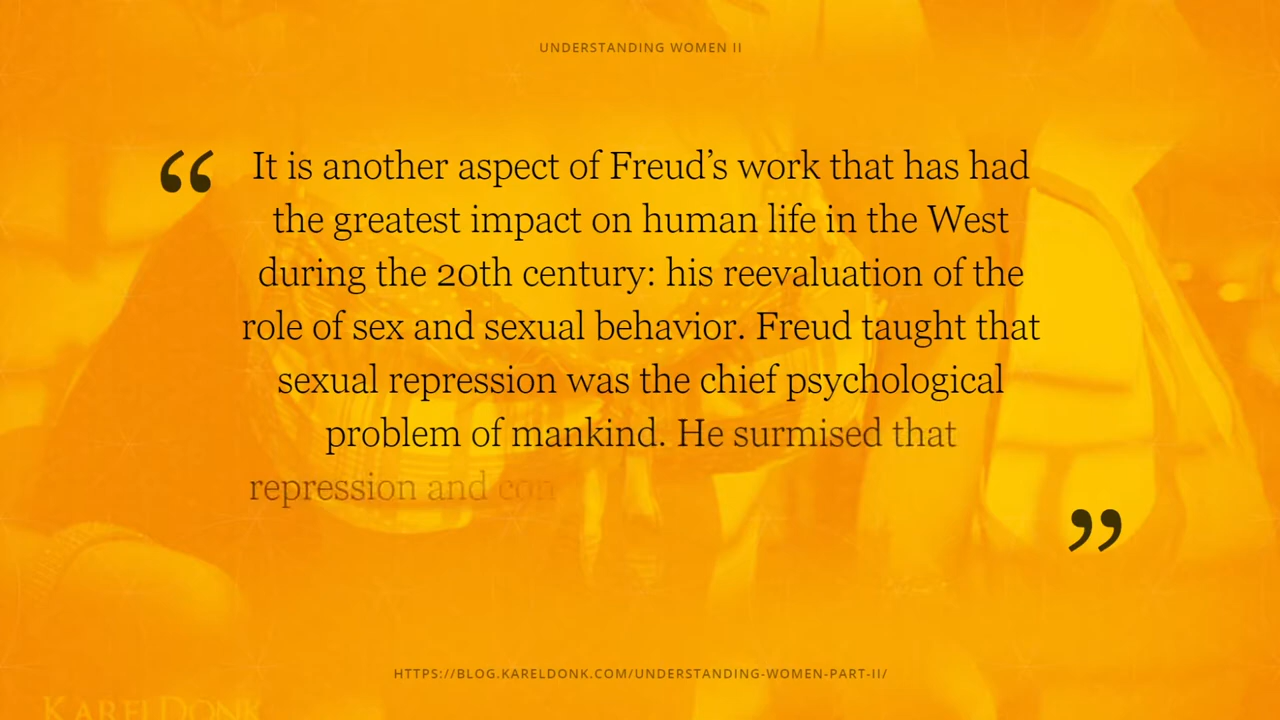 UNDERSTANDING WOMEN II
“ It is another aspect of Freud’s work that has had
the greatest impact on human life in the West
during the 20th century: his reevaluation of the
role of sex and sexual behavior. Freud taught that
sexual repression was the chief psychological
problem of mankind. He surmised that
repression and con
”
HTTPS://BLOG.KARELDONK.COM/UNDERSTANDING-WOMEN-PART-II/
KARELDONK